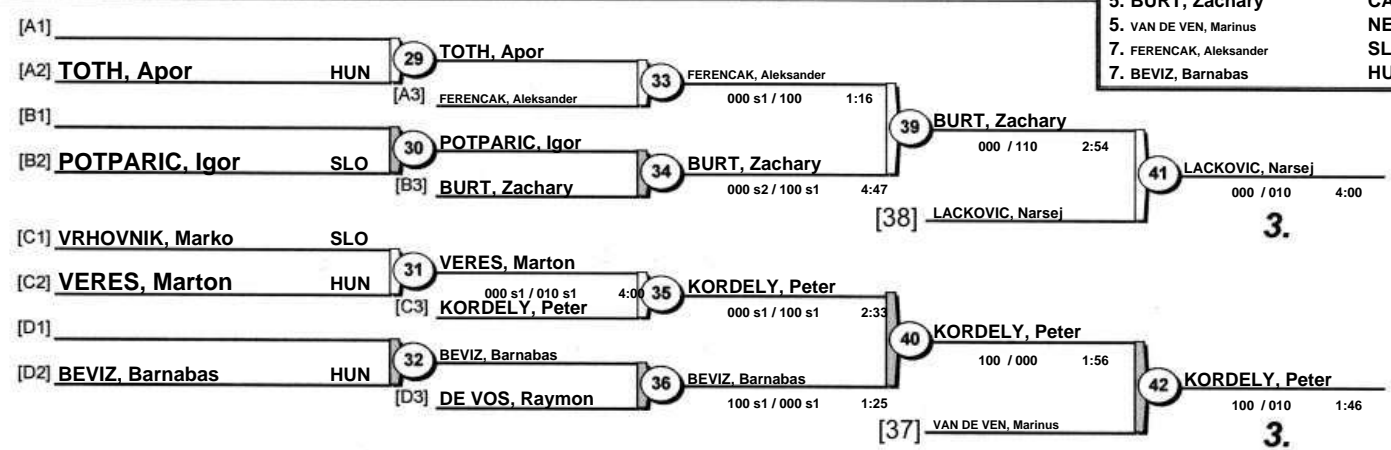 5. BURT, Zachary CA
5. VAN DE VEN, Marinus NE
7. FERENCAK, Aleksander SL
7. BEVIZ, Barnabas HU
[A1]
[A2] TOTH, Apor HUN
29
TOTH, Apor
[A3] FERENCAK, Aleksander
33
FERENCAK, Aleksander
000 s1 / 100 1:16
[B1]
[B2] POTPARIC, Igor SLO
30
POTPARIC, Igor
[B3] BURT, Zachary
34
BURT, Zachary
000 s2 / 100 s1 4:47
39
BURT, Zachary
000 / 110 2:54
[38] LACKOVIC, Narsej
41
LACKOVIC, Narsej
000 / 010 4:00
3.
[C1] VRHOVNIK, Marko SLO
[C2] VERES, Marton HUN
31
VERES, Marton
000 s1 / 010 s1 4:00
[C3] KORDELY, Peter
35
KORDELY, Peter
000 s1 / 100 s1 2:33
[D1]
[D2] BEVIZ, Barnabas HUN
32
BEVIZ, Barnabas
[D3] DE VOS, Raymon
36
BEVIZ, Barnabas
100 s1 / 000 s1 1:25
40
KORDELY, Peter
100 / 000 1:56
[37] VAN DE VEN, Marinus
42
KORDELY, Peter
100 / 010 1:46
3.